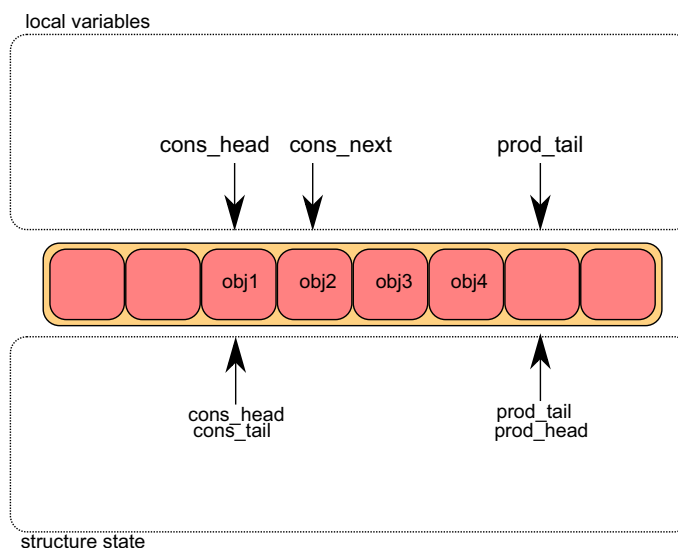 local variables
cons_head cons_next prod_tail
obj1 obj2 obj3 obj4
cons_head prod_tail
cons_tail prod_head
structure state